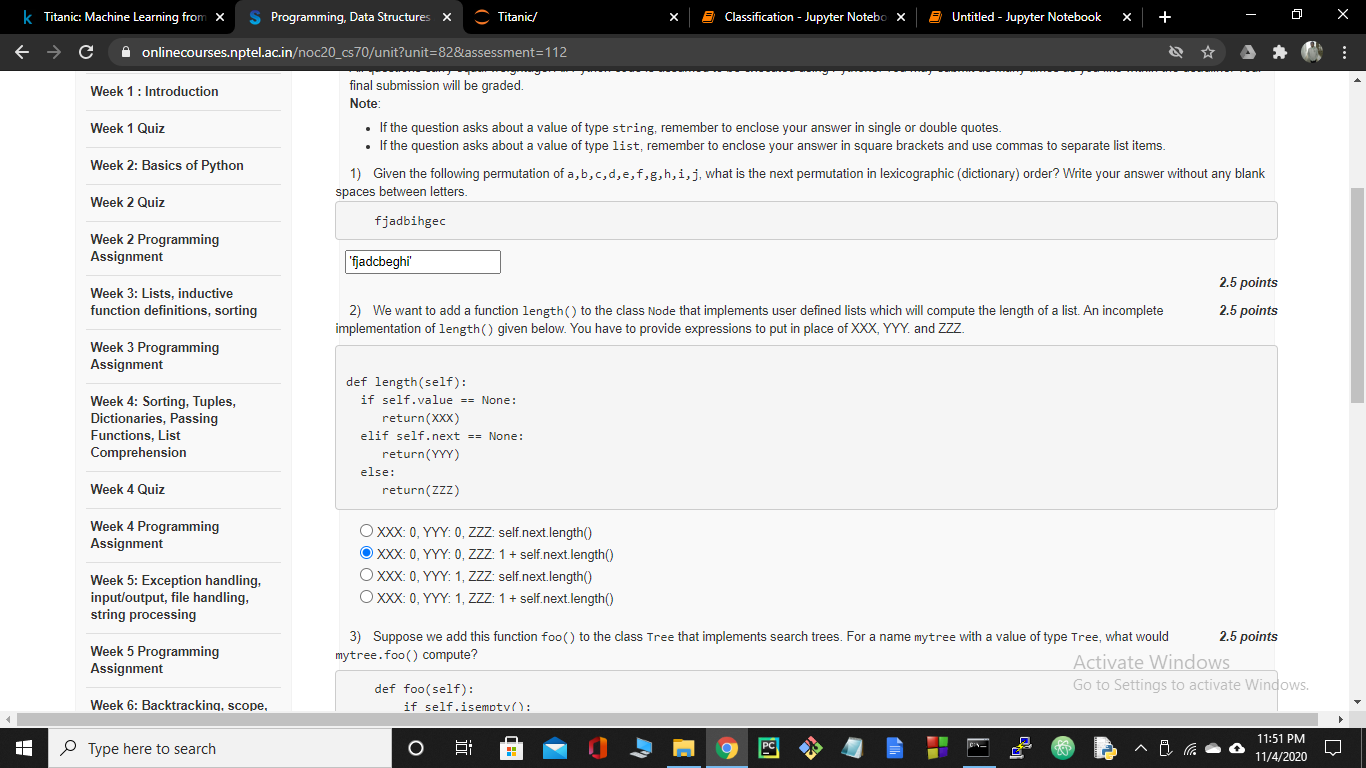 Titanic: Machine Learning from
Programming, Data Structures
Titanic/
Classification - Jupyter Notebo
Untitled - Jupyter Notebook
onlinecourses.nptel.ac.in/noc20_cs70/unit?unit=82&assessment=112
Week 1 : Introduction
Week 1 Quiz
Week 2: Basics of Python
Week 2 Quiz
Week 2 Programming
Assignment
Week 3: Lists, inductive
function definitions, sorting
Week 3 Programming
Assignment
Week 4: Sorting, Tuples,
Dictionaries, Passing
Functions, List
Comprehension
Week 4 Quiz
Week 4 Programming
Assignment
Week 5: Exception handling,
input/output, file handling,
string processing
Week 5 Programming
Assignment
Week 6: Backtracking, scope,
final submission will be graded.
Note:
• If the question asks about a value of type string, remember to enclose your answer in single or double quotes.
• If the question asks about a value of type list, remember to enclose your answer in square brackets and use commas to separate list items.
1) Given the following permutation of a,b,c,d,e,f,g,h,i,j, what is the next permutation in lexicographic (dictionary) order? Write your answer without any blank
spaces between letters.
fjadbihgec
'fjadcbeghi'
2.5 points
2) We want to add a function length() to the class Node that implements user defined lists which will compute the length of a list. An incomplete
2.5 points
implementation of length() given below. You have to provide expressions to put in place of XXX, YYY. and ZZZ.
def length(self):
if self.value == None:
return(XXX)
elif self.next == None:
return(YYY)
else:
return(ZZZ)
XXX: 0, YYY: 0, ZZZ: self.next.length()
XXX: 0, YYY: 0, ZZZ: 1 + self.next.length()
XXX: 0, YYY: 1, ZZZ: self.next.length()
XXX: 0, YYY: 1, ZZZ: 1 + self.next.length()
3) Suppose we add this function foo() to the class Tree that implements search trees. For a name mytree with a value of type Tree, what would
2.5 points
mytree.foo() compute?
def foo(self):
if self.isempty():
Activate Windows
Go to Settings to activate Windows.
Type here to search
11:51 PM
11/4/2020